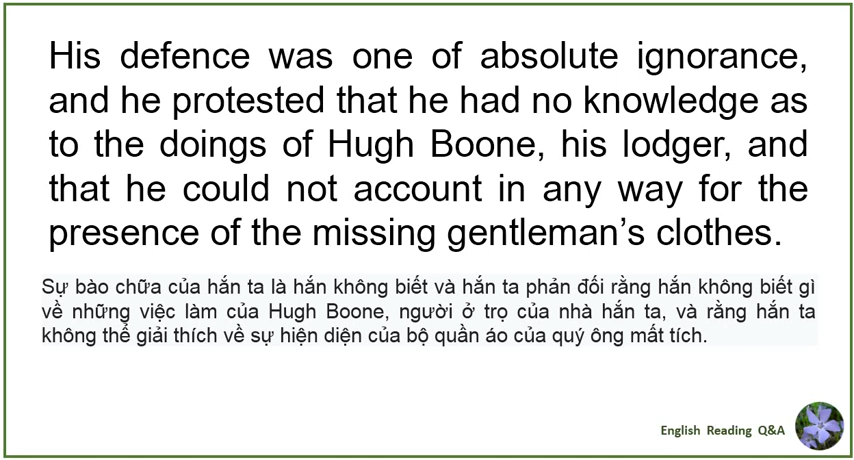 His defence was one of absolute ignorance,
and he protested that he had no knowledge as
to the doings of Hugh Boone, his lodger, and
that he could not account in any way for the
presence of the missing gentleman’s clothes.
Sự bào chữa của hắn ta là hắn không biết và hắn ta phản đối rằng hắn không biết gì
về những việc làm của Hugh Boone, người ở trọ của nhà hắn ta, và rằng hắn ta
không thể giải thích về sự hiện diện của bộ quần áo của quý ông mất tích.
English Reading Q&A